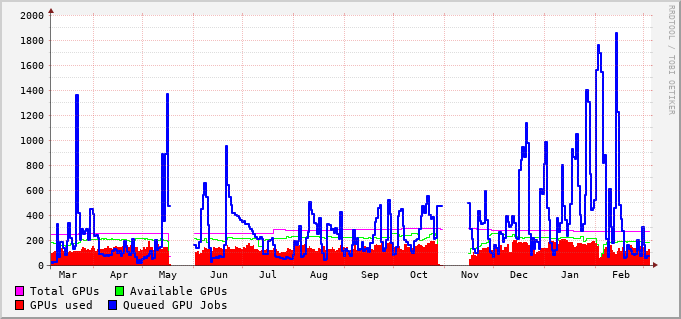 RRDTOOL / TOBI OETIKER
2000
1800
1600
1400
1200
1000
800
600
400
200
0
Mar Apr May Jun Jul Aug Sep Oct Nov Dec Jan Feb
Total GPUs Available GPUs
GPUs used Queued GPU Jobs